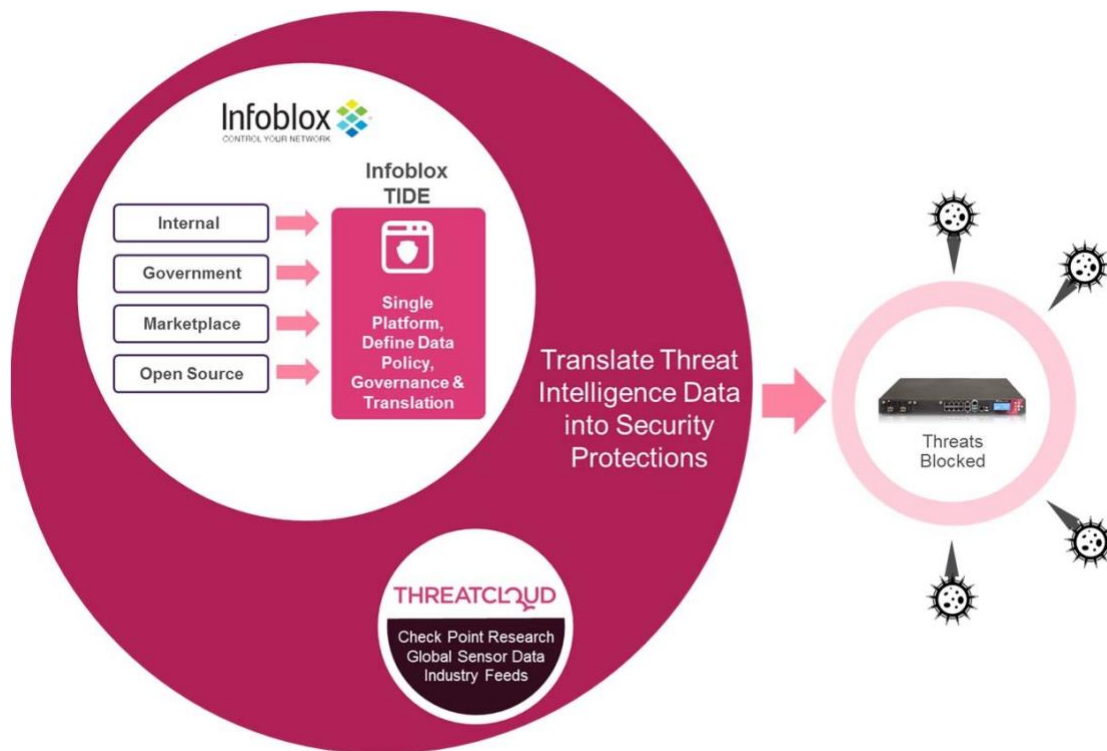 Infoblox
CONTROL YOUR NETWORK
Infoblox
TIDE
Internal
Government
Marketplace
Open Source
Single
Platform,
Define Data
Policy,
Governance &
Translation
Translate Threat
Intelligence Data
into Security
Protections
Threats
Blocked
THREATCLOUD
Check Point Research
Global Sensor Data
Industry Feeds